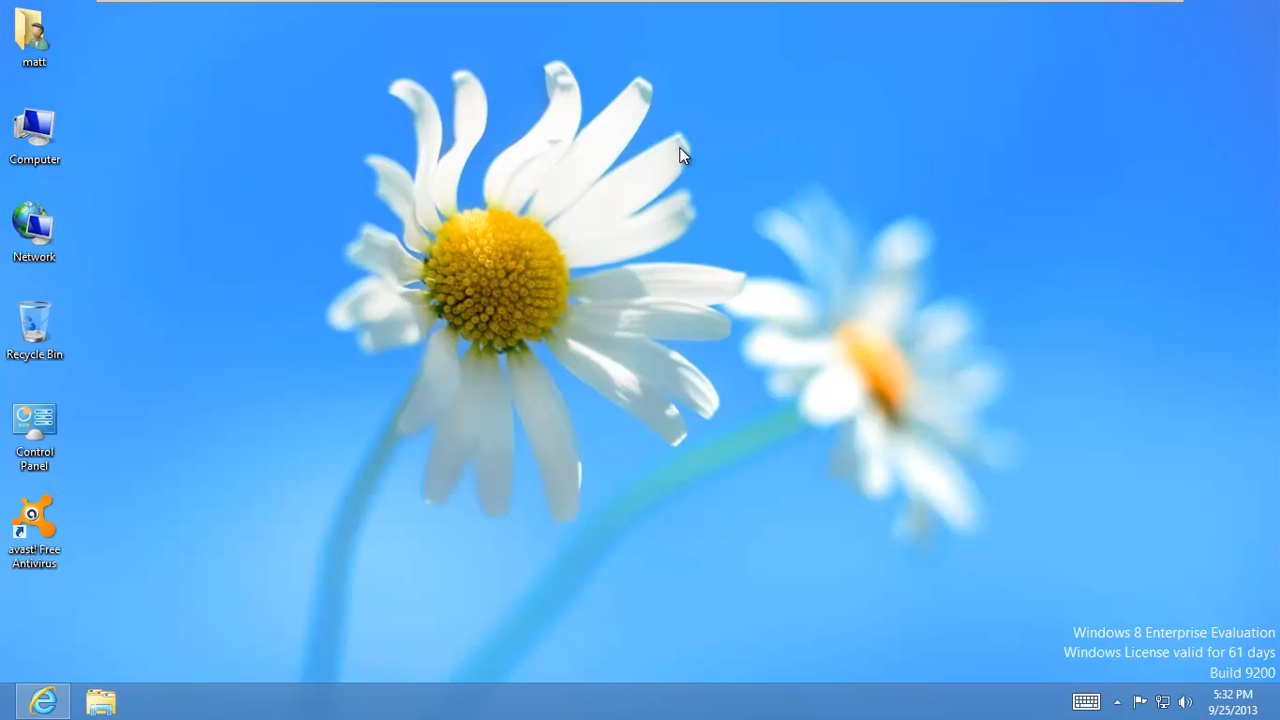 matt
Computer
Network
Recycle Bin
Control
Panel
avast! Free
Antivirus
Windows 8 Enterprise Evaluation
Windows License valid for 61 days
Build 9200
5:32 PM
9/25/2013